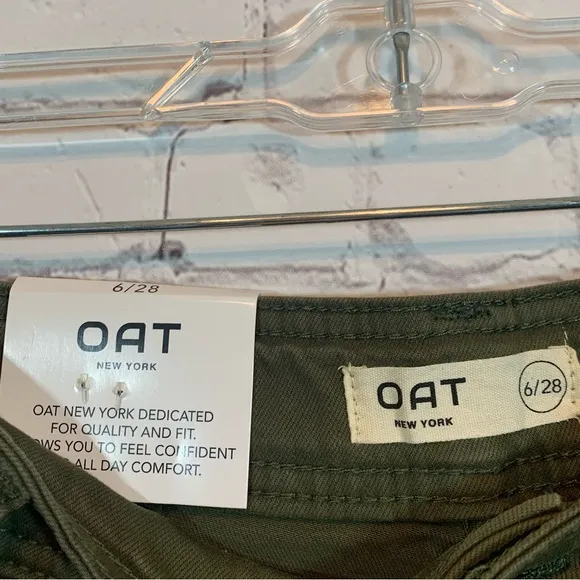 6/28
OAT
NEW YORK
OAT NEW YORK DEDICATED
FOR QUALITY AND FIT.
YOU TO FEEL CONFIDENT
ALL DAY COMFORT.
OAT
NEW YORK
6/28